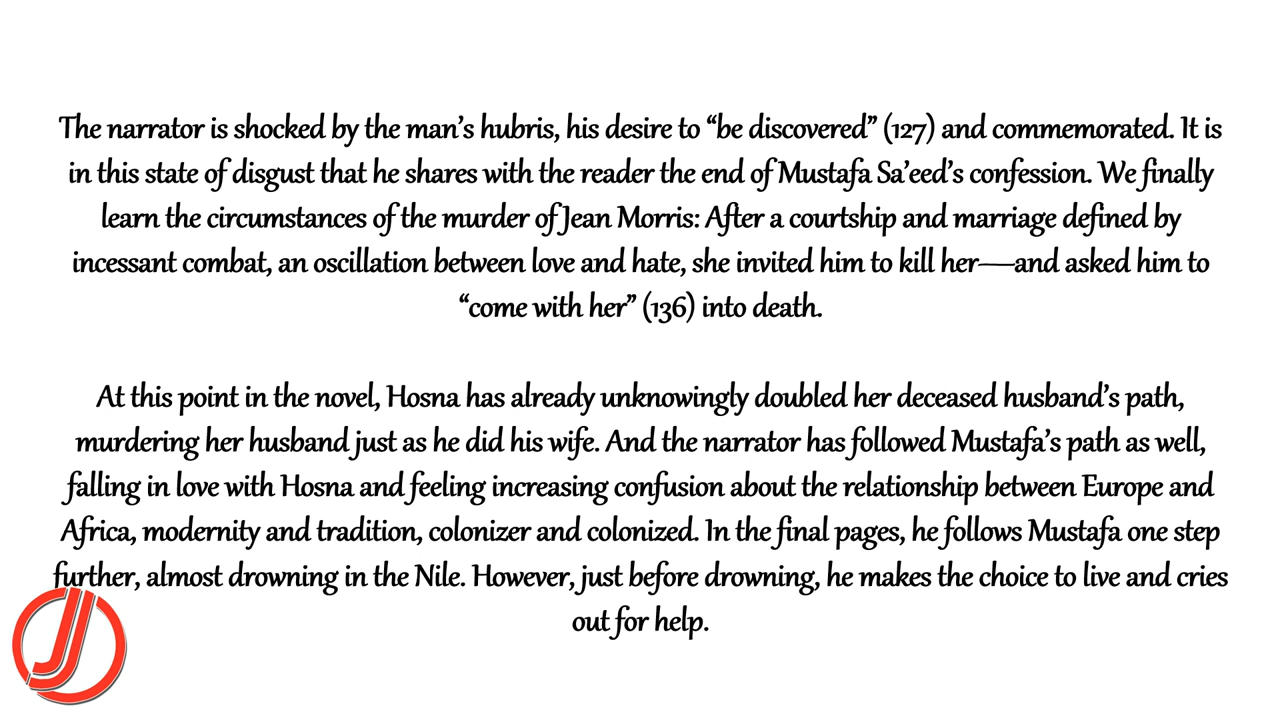 The narrator is shocked by the man’s hubris, his desire to “be discovered” (127) and commemorated. It is
in this state of disgust that he shares with the reader the end of Mustafa Sa’eed’s confession. We finally
learn the circumstances of the murder of Jean Morris: After a courtship and marriage defined by
incessant combat, an oscillation between love and hate, she invited him to kill her—and asked him to
“come with her” (136) into death.
At this point in the novel, Hosna has already unknowingly doubled her deceased husband’s path,
murdering her husband just as he did his wife. And the narrator has followed Mustafa’s path as well,
falling in love with Hosna and feeling increasing confusion about the relationship between Europe and
Africa, modernity and tradition, colonizer and colonized. In the final pages, he follows Mustafa one step
further, almost drowning in the Nile. However, just before drowning, he makes the choice to live and cries
out for help.